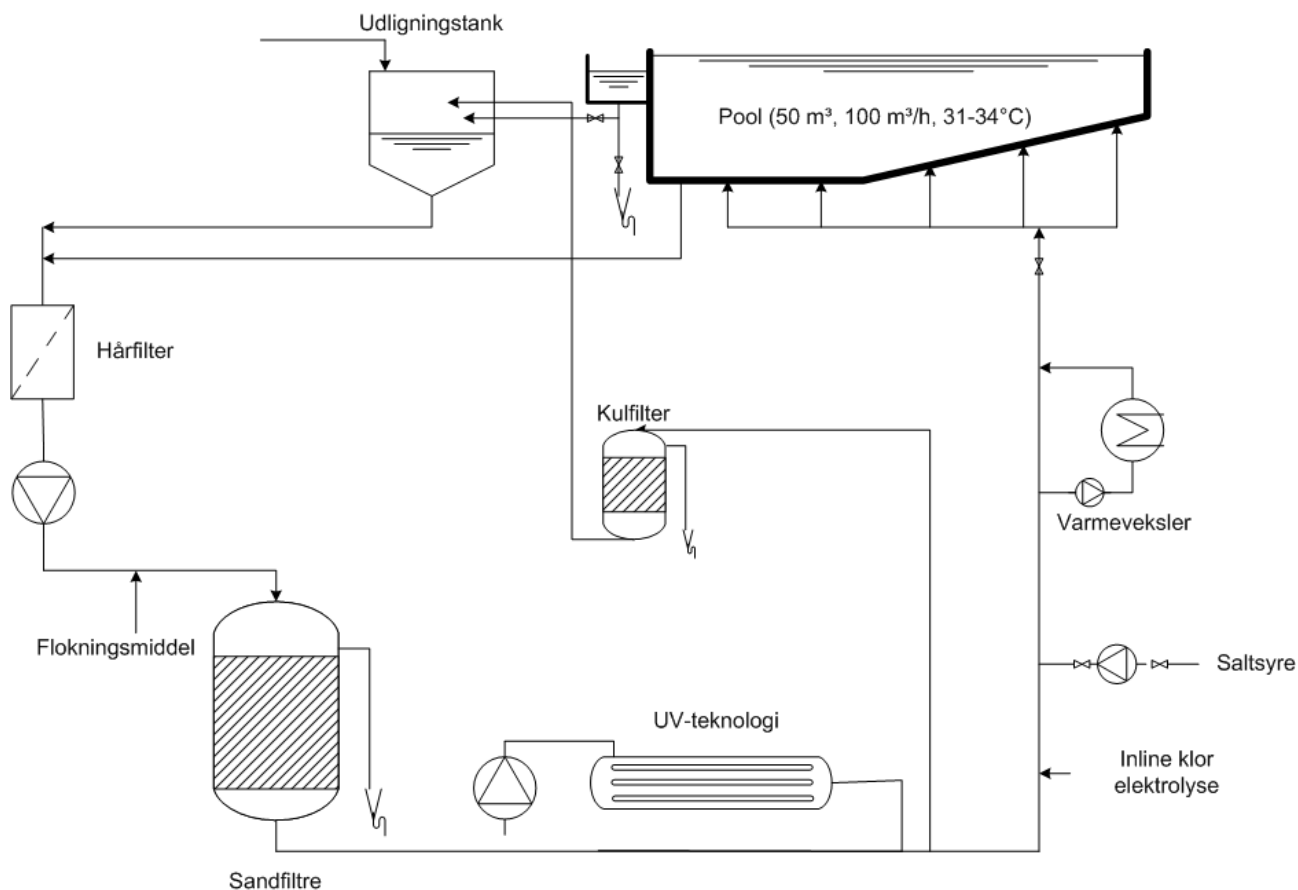 Udligningstank
Pool (50 m³, 100 m³/h, 31-34°C)
Hårfilter
Kulfilter
Varmeveksler
Flokningsmiddel
Saltsyre
UV-teknologi
Inline klor
elektrolyse
Sandfiltre